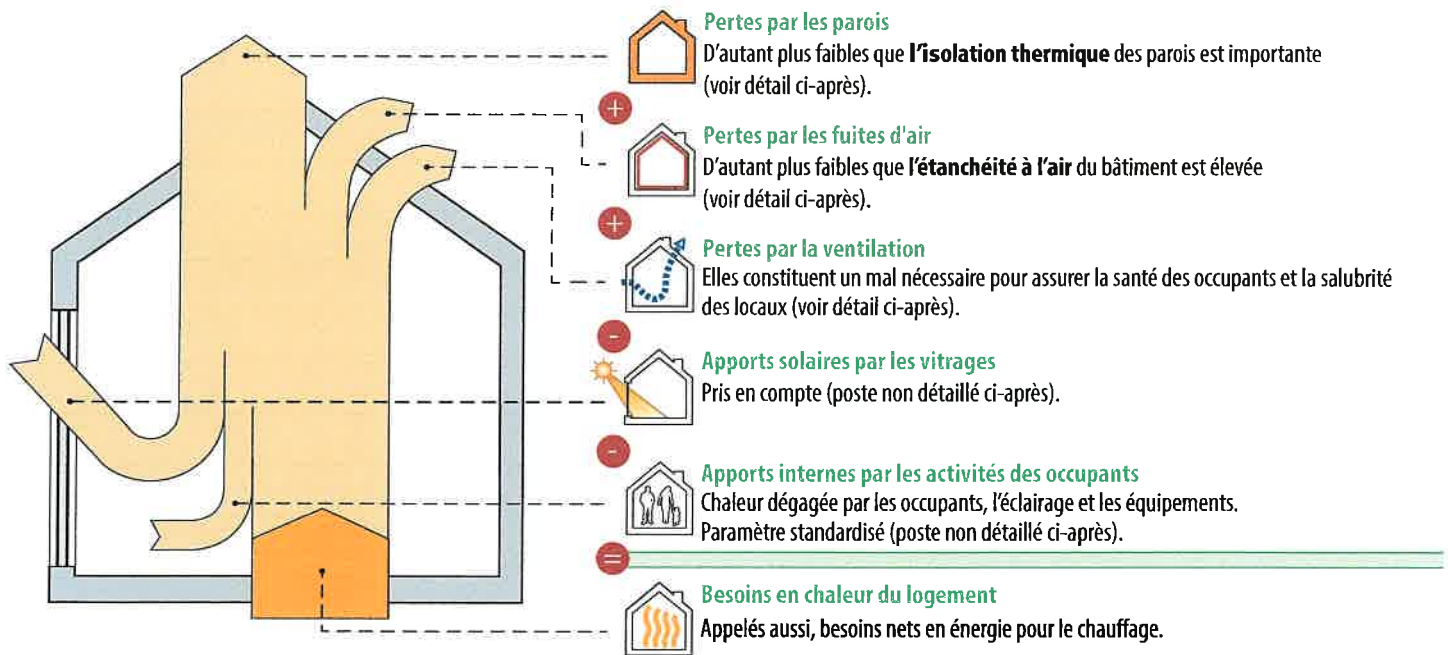 Pertes par les parois
D'autant plus faibles que l'isolation thermique des parois est importante
(voir détail ci-après).
+
Pertes par les fuites d'air
D'autant plus faibles que l'étanchéité à l'air du bâtiment est élevée
(voir détail ci-après).
+
Pertes par la ventilation
Elles constituent un mal nécessaire pour assurer la santé des occupants et la salubrité
des locaux (voir détail ci-après).
-
Apports solaires par les vitrages
Pris en compte (poste non détaillé ci-après).
-
Apports internes par les activités des occupants
Chaleur dégagée par les occupants, l'éclairage et les équipements.
Paramètre standardisé (poste non détaillé ci-après).
=
Besoins en chaleur du logement
Appelés aussi, besoins nets en énergie pour le chauffage.